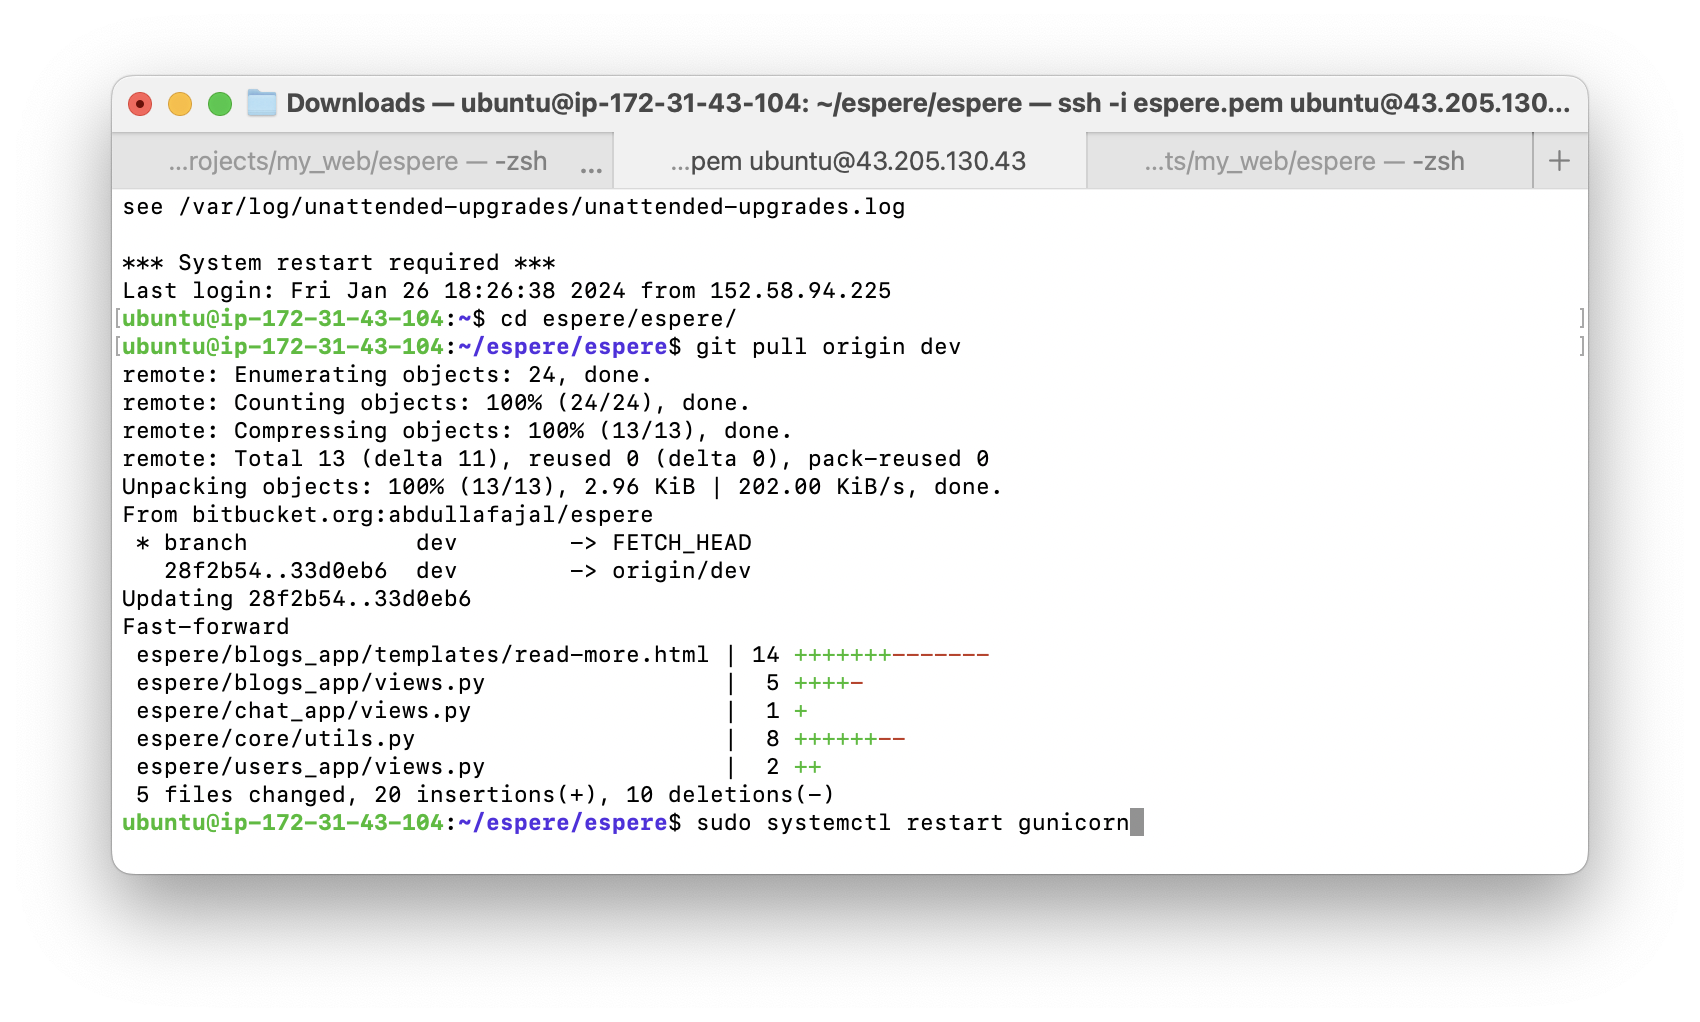 Downloads — ubuntu@ip-172-31-43-104: ~/espere/espere — ssh -i espere.pem ubuntu@43.205.130...
...rojects/my_web/espere — -zsh ... ...pem ubuntu@43.205.130.43 ...ts/my_web/espere — -zsh +
see /var/log/unattended-upgrades/unattended-upgrades.log
*** System restart required ***
Last login: Fri Jan 26 18:26:38 2024 from 152.58.94.225
[ubuntu@ip-172-31-43-104:~$ cd espere/espere/ ]
[ubuntu@ip-172-31-43-104:~/espere/espere$ git pull origin dev ]
remote: Enumerating objects: 24, done.
remote: Counting objects: 100% (24/24), done.
remote: Compressing objects: 100% (13/13), done.
remote: Total 13 (delta 11), reused 0 (delta 0), pack-reused 0
Unpacking objects: 100% (13/13), 2.96 KiB | 202.00 KiB/s, done.
From bitbucket.org:abdullafajal/espere
 * branch            dev        -> FETCH_HEAD
   28f2b54..33d0eb6  dev        -> origin/dev
Updating 28f2b54..33d0eb6
Fast-forward
 espere/blogs_app/templates/read-more.html | 14 +++++++-------
 espere/blogs_app/views.py                 |  5 ++++-
 espere/chat_app/views.py                  |  1 +
 espere/core/utils.py                      |  8 ++++++--
 espere/users_app/views.py                 |  2 ++
 5 files changed, 20 insertions(+), 10 deletions(-)
ubuntu@ip-172-31-43-104:~/espere/espere$ sudo systemctl restart gunicorn